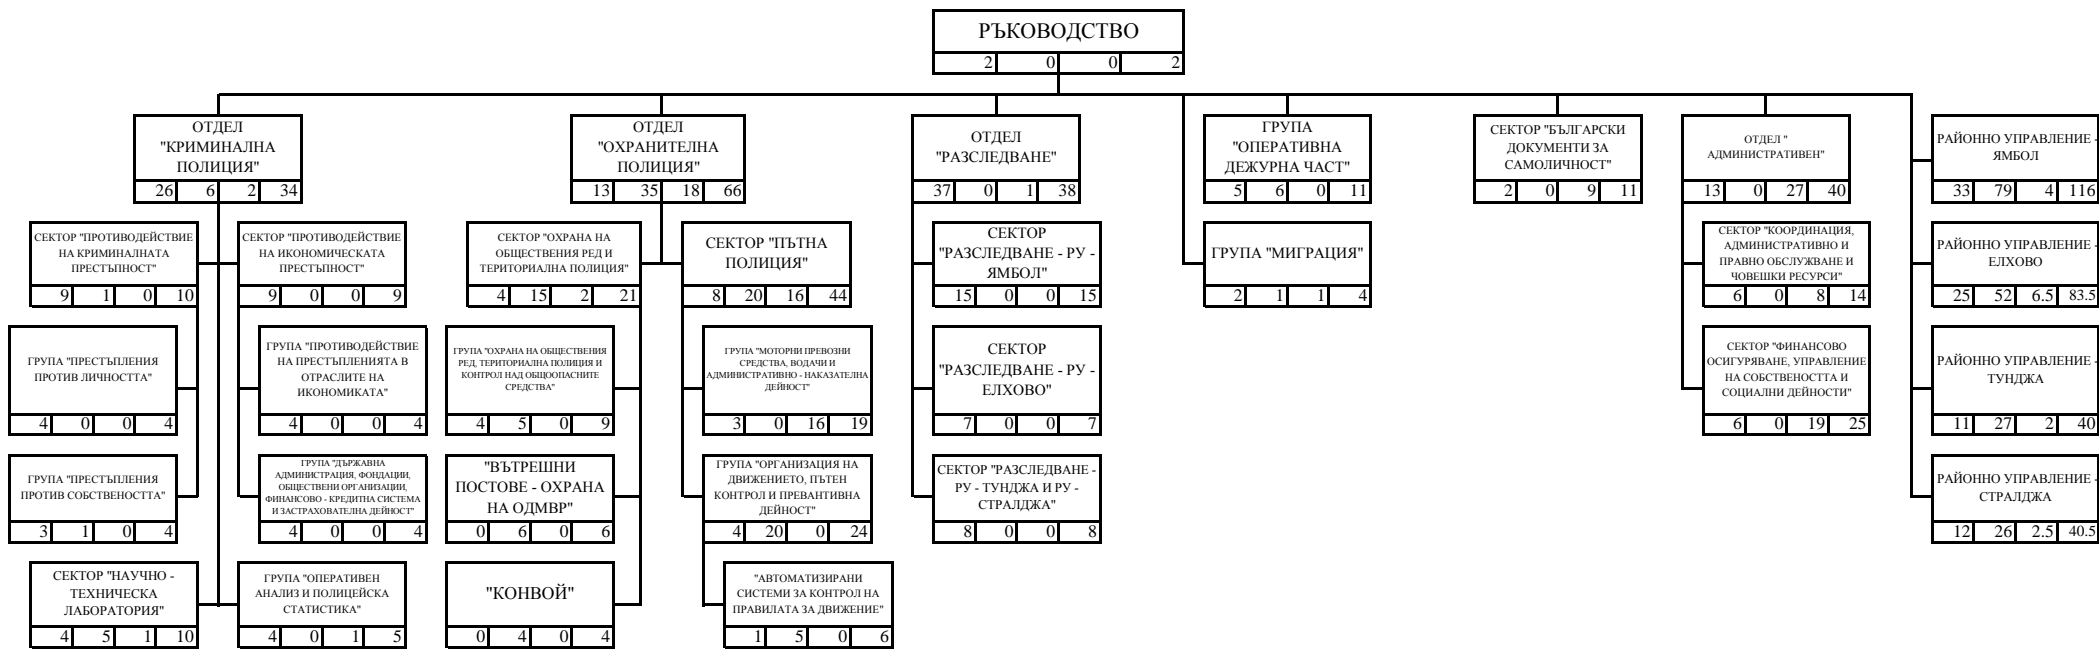 РЪКОВОДСТВО
2 0 0 2
ОТДЕЛ
"КРИМИНАЛНА
ПОЛИЦИЯ"
26 6 2 34
ОТДЕЛ
"ОХРАНИТЕЛНА
ПОЛИЦИЯ"
13 35 18 66
ОТДЕЛ
"РАЗСЛЕДВАНЕ"
37 0 1 38
ГРУПА
"ОПЕРАТИВНА
ДЕЖУРНА ЧАСТ"
5 6 0 11
СЕКТОР "БЪЛГАРСКИ
ДОКУМЕНТИ ЗА
САМОЛИЧНОСТ"
2 0 9 11
ОТДЕЛ "
АДМИНИСТРАТИВЕН"
13 0 27 40
РАЙОННО УПРАВЛЕНИЕ -
ЯМБОЛ
33 79 4 116
СЕКТОР "ПРОТИВОДЕЙСТВИЕ
НА КРИМИНАЛНАТА
ПРЕСТЪПНОСТ"
9 1 0 10
СЕКТОР "ПРОТИВОДЕЙСТВИЕ
НА ИКОНОМИЧЕСКАТА
ПРЕСТЪПНОСТ"
9 0 0 9
СЕКТОР "ОХРАНА НА
ОБЩЕСТВЕНИЯ РЕД И
ТЕРИТОРИАЛНА ПОЛИЦИЯ"
4 15 2 21
СЕКТОР "ПЪТНА
ПОЛИЦИЯ"
8 20 16 44
СЕКТОР
"РАЗСЛЕДВАНЕ - РУ -
ЯМБОЛ"
15 0 0 15
ГРУПА "МИГРАЦИЯ"
2 1 1 4
СЕКТОР "КООРДИНАЦИЯ,
АДМИНИСТРАТИВНО И
ПРАВНО ОБСЛУЖВАНЕ И
ЧОВЕШКИ РЕСУРСИ"
6 0 8 14
РАЙОННО УПРАВЛЕНИЕ -
ЕЛХОВО
25 52 6.5 83.5
ГРУПА "ПРЕСТЪПЛЕНИЯ
ПРОТИВ ЛИЧНОСТТА"
4 0 0 4
ГРУПА "ПРОТИВОДЕЙСТВИЕ
НА ПРЕСТЪПЛЕНИЯТА В
ОТРАСЛИТЕ НА
ИКОНОМИКАТА"
4 0 0 4
ГРУПА "ОХРАНА НА ОБЩЕСТВЕНИЯ
РЕД, ТЕРИТОРИАЛНА ПОЛИЦИЯ И
КОНТРОЛ НАД ОБЩООПАСНИТЕ
СРЕДСТВА"
4 5 0 9
ГРУПА "МОТОРНИ ПРЕВОЗНИ
СРЕДСТВА, ВОДАЧИ И
АДМИНИСТРАТИВНО - НАКАЗАТЕЛНА
ДЕЙНОСТ"
3 0 16 19
СЕКТОР
"РАЗСЛЕДВАНЕ - РУ -
ЕЛХОВО"
7 0 0 7
СЕКТОР "ФИНАНСОВО
ОСИГУРЯВАНЕ, УПРАВЛЕНИЕ
НА СОБСТВЕНОСТТА И
СОЦИАЛНИ ДЕЙНОСТИ"
6 0 19 25
РАЙОННО УПРАВЛЕНИЕ -
ТУНДЖА
11 27 2 40
ГРУПА "ПРЕСТЪПЛЕНИЯ
ПРОТИВ СОБСТВЕНОСТТА"
3 1 0 4
ГРУПА "ДЪРЖАВНА
АДМИНИСТРАЦИЯ, ФОНДАЦИИ,
ОБЩЕСТВЕНИ ОРГАНИЗАЦИИ,
ФИНАНСОВО - КРЕДИТНА СИСТЕМА
И ЗАСТРАХОВАТЕЛНА ДЕЙНОСТ"
4 0 0 4
"ВЪТРЕШНИ
ПОСТОВЕ - ОХРАНА
НА ОДМВР"
0 6 0 6
ГРУПА "ОРГАНИЗАЦИЯ НА
ДВИЖЕНИЕТО, ПЪТЕН
КОНТРОЛ И ПРЕВАНТИВНА
ДЕЙНОСТ"
4 20 0 24
СЕКТОР "РАЗСЛЕДВАНЕ -
РУ - ТУНДЖА И РУ -
СТРАЛДЖА"
8 0 0 8
РАЙОННО УПРАВЛЕНИЕ -
СТРАЛДЖА
12 26 2.5 40.5
СЕКТОР "НАУЧНО -
ТЕХНИЧЕСКА
ЛАБОРАТОРИЯ"
4 5 1 10
ГРУПА "ОПЕРАТИВЕН
АНАЛИЗ И ПОЛИЦЕЙСКА
СТАТИСТИКА"
4 0 1 5
"КОНВОЙ"
0 4 0 4
"АВТОМАТИЗИРАНИ
СИСТЕМИ ЗА КОНТРОЛ НА
ПРАВИЛАТА ЗА ДВИЖЕНИЕ"
1 5 0 6